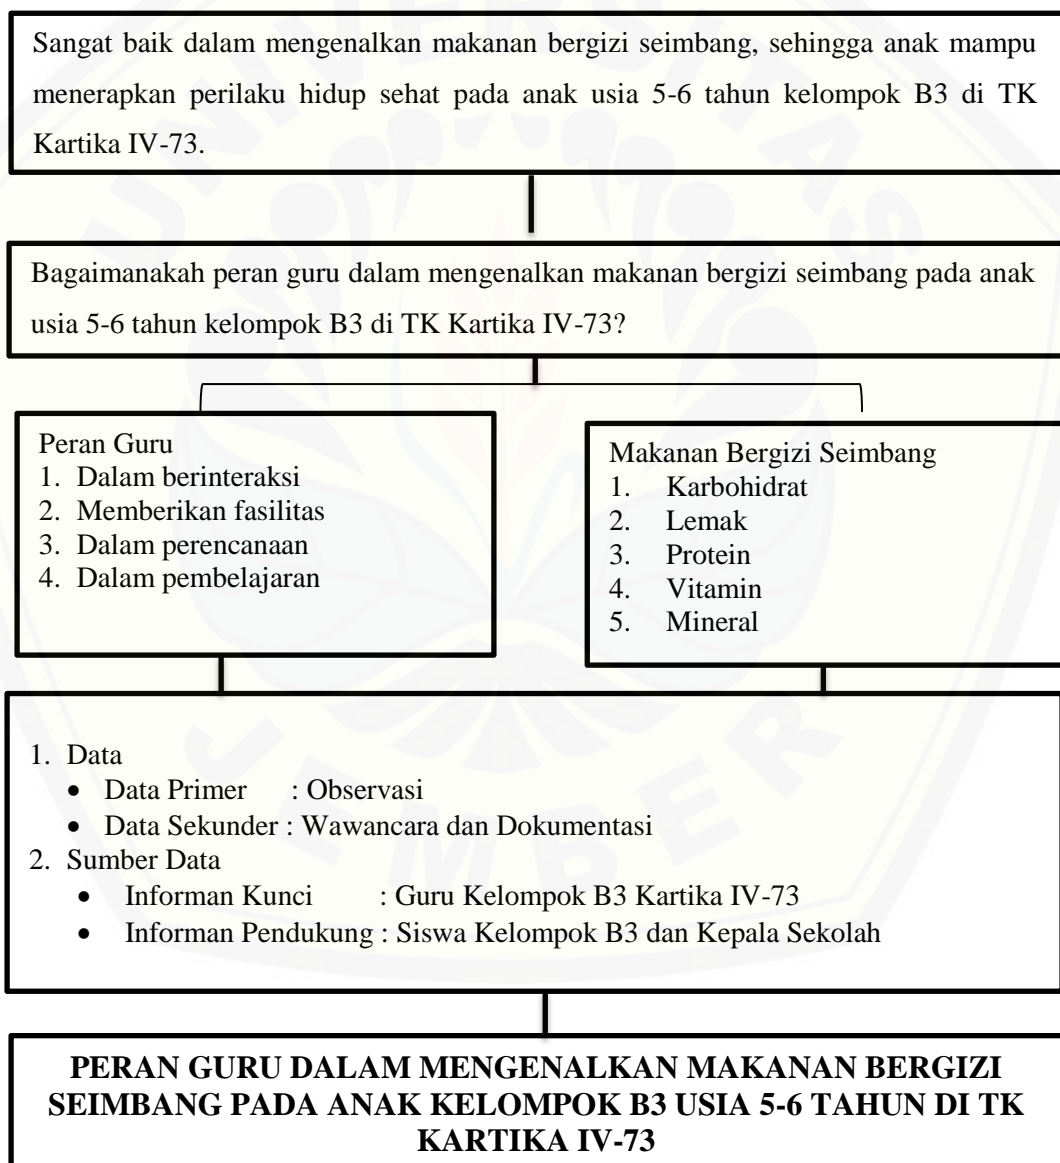 Sangat baik dalam mengenalkan makanan bergizi seimbang, sehingga anak mampu
menerapkan perilaku hidup sehat pada anak usia 5-6 tahun kelompok B3 di TK
Kartika IV-73.
Bagaimanakah peran guru dalam mengenalkan makanan bergizi seimbang pada anak
usia 5-6 tahun kelompok B3 di TK Kartika IV-73?
Peran Guru
1. Dalam berinteraksi
2. Memberikan fasilitas
3. Dalam perencanaan
4. Dalam pembelajaran
Makanan Bergizi Seimbang
1. Karbohidrat
2. Lemak
3. Protein
4. Vitamin
5. Mineral
1. Data
• Data Primer : Observasi
• Data Sekunder : Wawancara dan Dokumentasi
2. Sumber Data
• Informan Kunci : Guru Kelompok B3 Kartika IV-73
• Informan Pendukung : Siswa Kelompok B3 dan Kepala Sekolah
PERAN GURU DALAM MENGENALKAN MAKANAN BERGIZI
SEIMBANG PADA ANAK KELOMPOK B3 USIA 5-6 TAHUN DI TK
KARTIKA IV-73
UNIVERSITAS
JEMBER